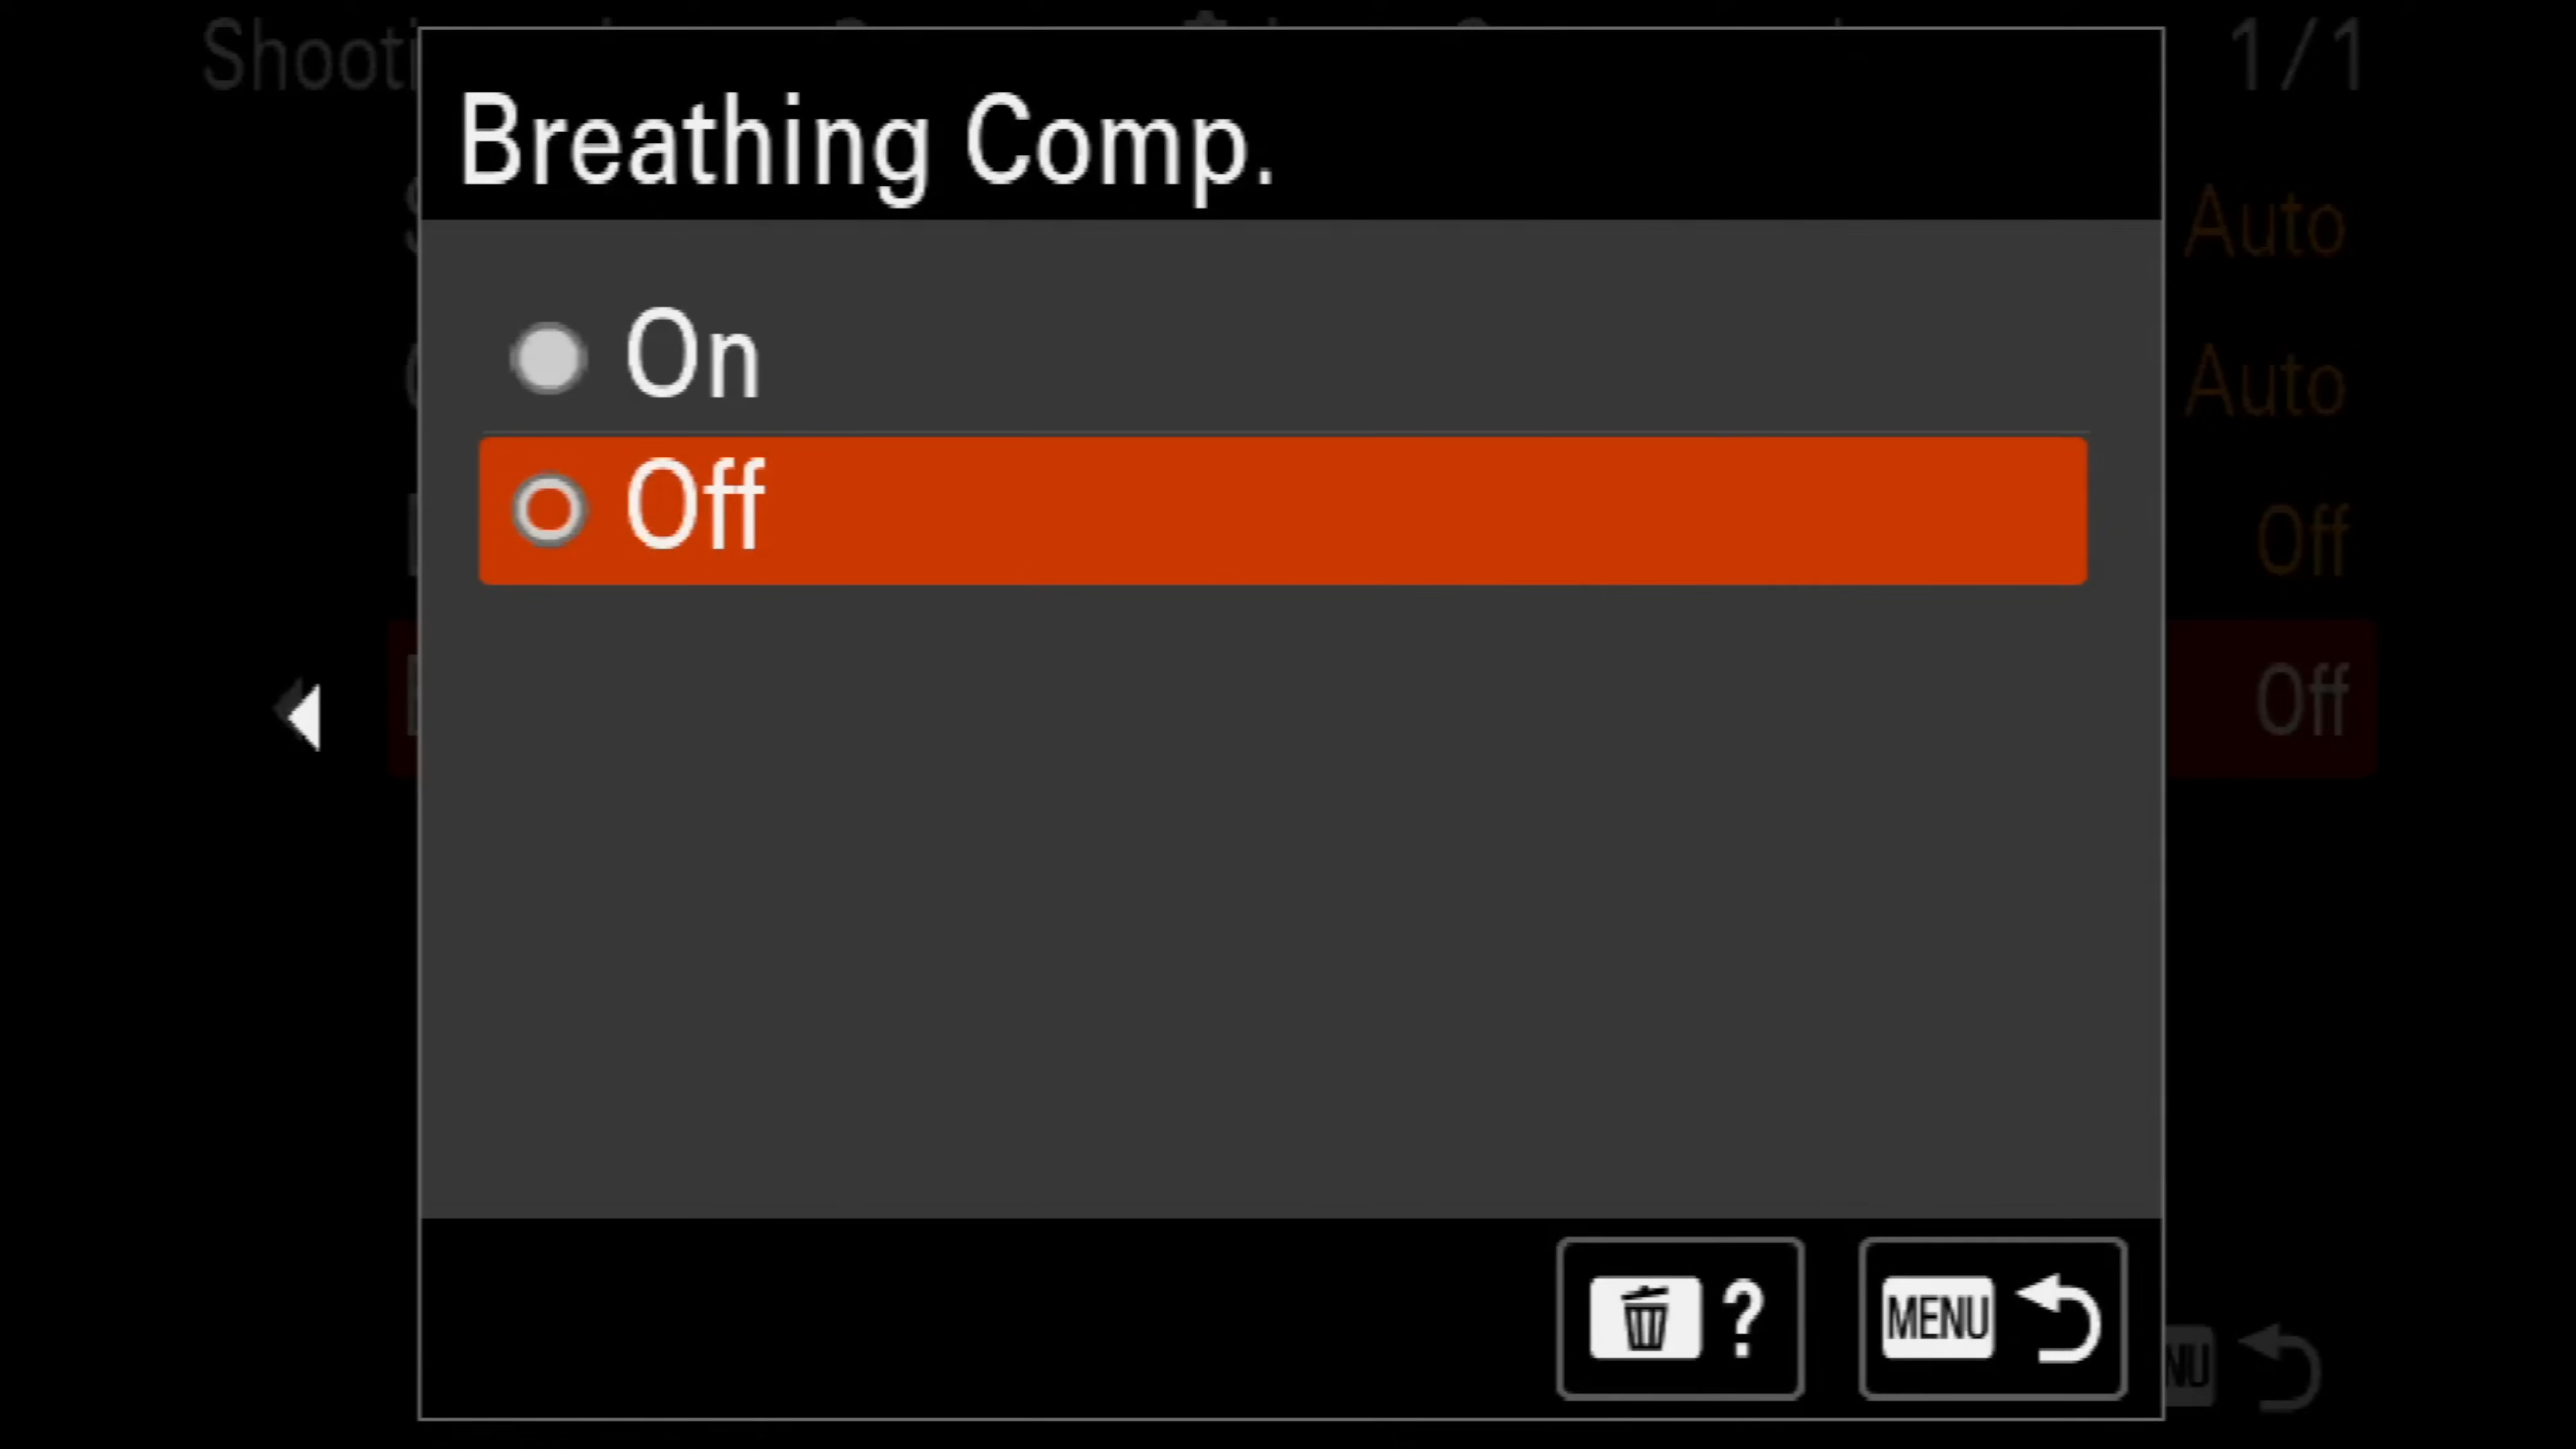 1/1
Breathing Comp.
Auto
On
Auto
Off
Off
Off
? MENU